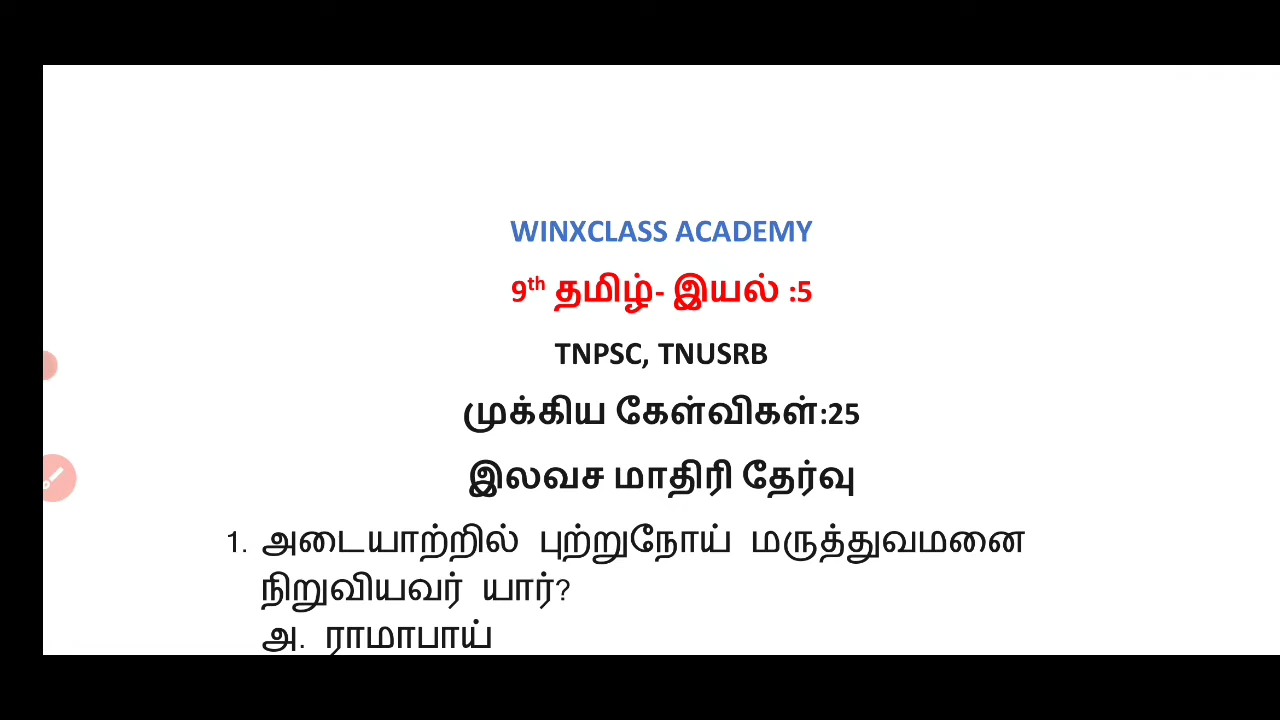 WINXCLASS ACADEMY
9th தமிழ்- இயல் :5
TNPSC, TNUSRB
முக்கிய கேள்விகள்:25
இலவச மாதிரி தேர்வு
1. அடையாற்றில் புற்றுநோய் மருத்துவமனை
நிறுவியவர் யார்?
அ. ராமாபாய்